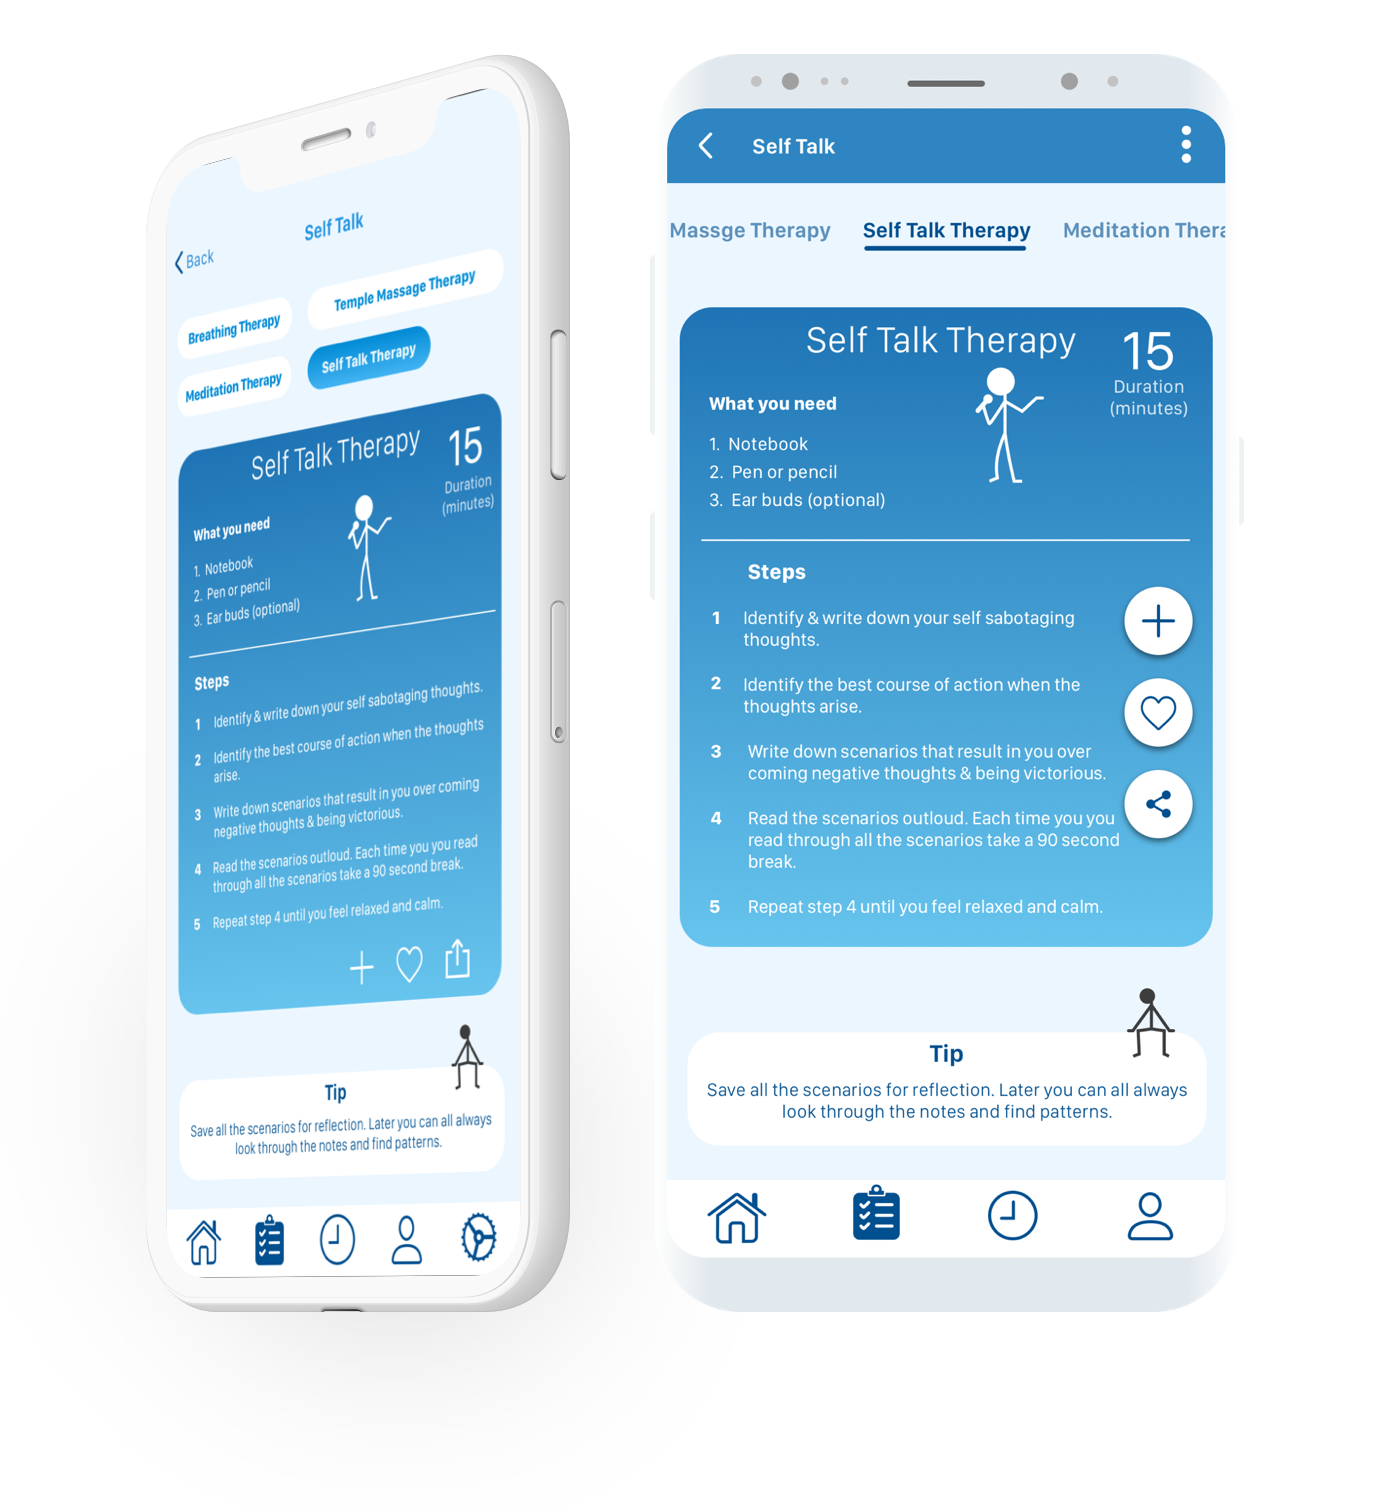 Self Talk
Back
Temple Massage Therapy
Breathing Therapy
Self Talk Therapy
Meditation Therapy
Self Talk Therapy
15
Duration
(minutes)
What you need
1. Notebook
2. Pen or pencil
3. Ear buds (optional)
Steps
1 Identify & write down your self sabotaging thoughts.
2 Identify the best course of action when the thoughts
arise.
3 Write down scenarios that result in you over coming
negative thoughts & being victorious.
4 Read the scenarios outloud. Each time you you read
through all the scenarios take a 90 second break.
5 Repeat step 4 until you feel relaxed and calm.
Tip
Save all the scenarios for reflection. Later you can all always
look through the notes and find patterns.
Self Talk
Massge Therapy Self Talk Therapy Meditation Thera
Self Talk Therapy
15
Duration
(minutes)
What you need
1. Notebook
2. Pen or pencil
3. Ear buds (optional)
Steps
1 Identify & write down your self sabotaging
thoughts.
2 Identify the best course of action when the
thoughts arise.
3 Write down scenarios that result in you over
coming negative thoughts & being victorious.
4 Read the scenarios outloud. Each time you you
read through all the scenarios take a 90 second
break.
5 Repeat step 4 until you feel relaxed and calm.
Tip
Save all the scenarios for reflection. Later you can all always
look through the notes and find patterns.